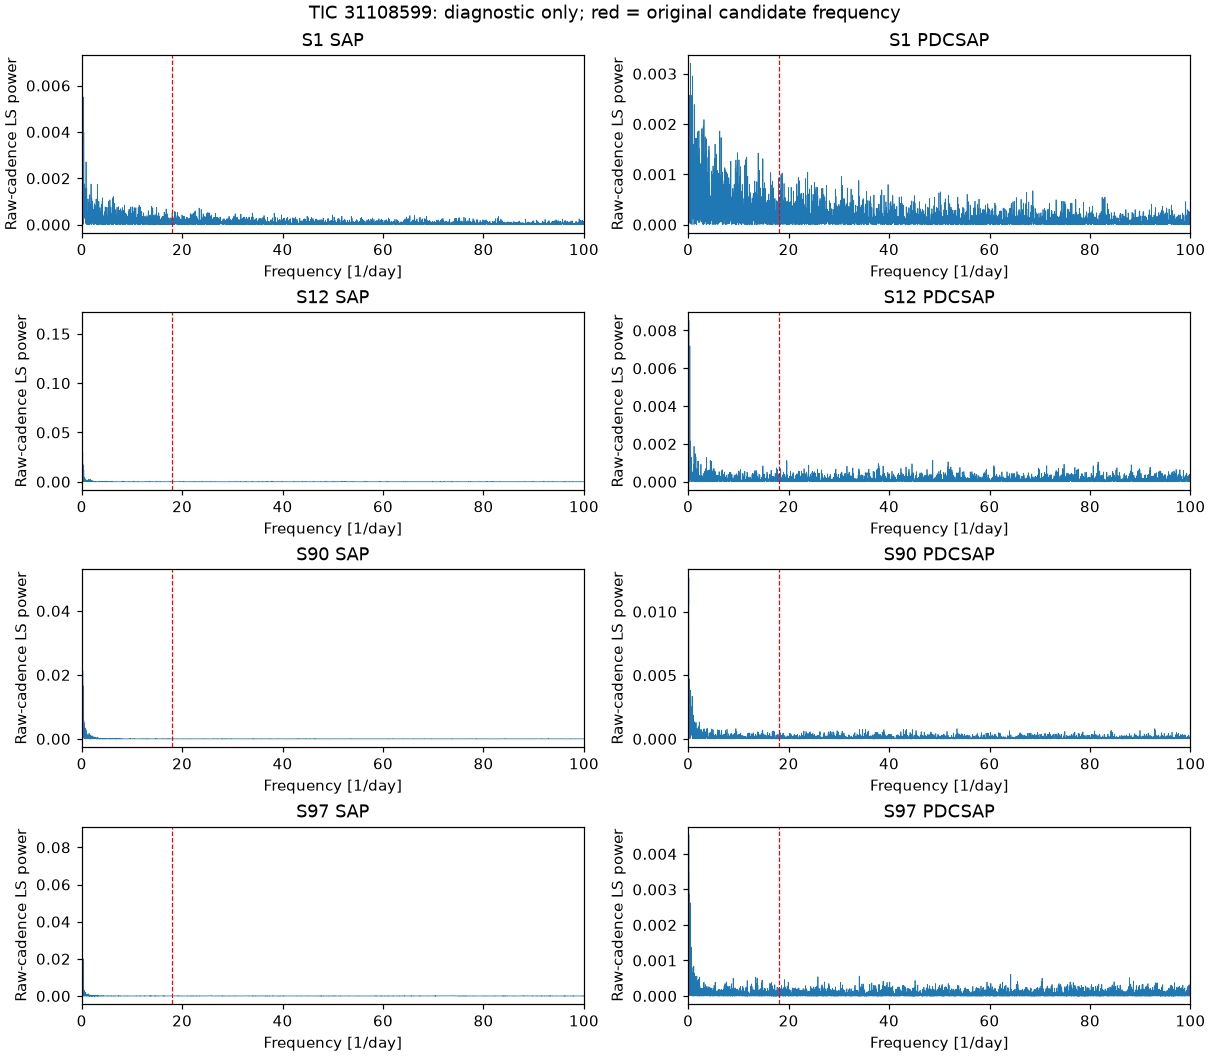 TIC 31108599: diagnostic only; red = original candidate frequency
S1 SAP
Raw-cadence LS power
0.006
0.004
0.002
0.000
0 20 40 60 80 100
Frequency [1/day]
S1 PDCSAP
Raw-cadence LS power
0.003
0.002
0.001
0.000
0 20 40 60 80 100
Frequency [1/day]
S12 SAP
Raw-cadence LS power
0.15
0.10
0.05
0.00
0 20 40 60 80 100
Frequency [1/day]
S12 PDCSAP
Raw-cadence LS power
0.008
0.006
0.004
0.002
0.000
0 20 40 60 80 100
Frequency [1/day]
S90 SAP
Raw-cadence LS power
0.04
0.02
0.00
0 20 40 60 80 100
Frequency [1/day]
S90 PDCSAP
Raw-cadence LS power
0.010
0.005
0.000
0 20 40 60 80 100
Frequency [1/day]
S97 SAP
Raw-cadence LS power
0.08
0.06
0.04
0.02
0.00
0 20 40 60 80 100
Frequency [1/day]
S97 PDCSAP
Raw-cadence LS power
0.004
0.003
0.002
0.001
0.000
0 20 40 60 80 100
Frequency [1/day]